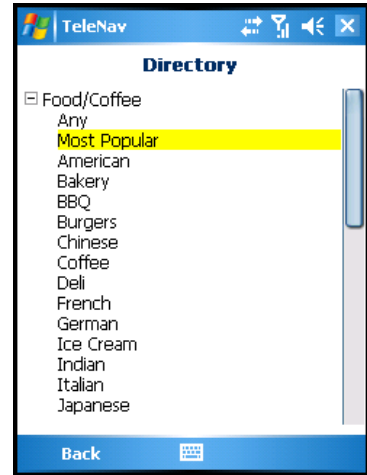 TeleNav
Directory
Food/Coffee
Any
Most Popular
American
Bakery
BBQ
Burgers
Chinese
Coffee
Deli
French
German
Ice Cream
Indian
Italian
Japanese
Back